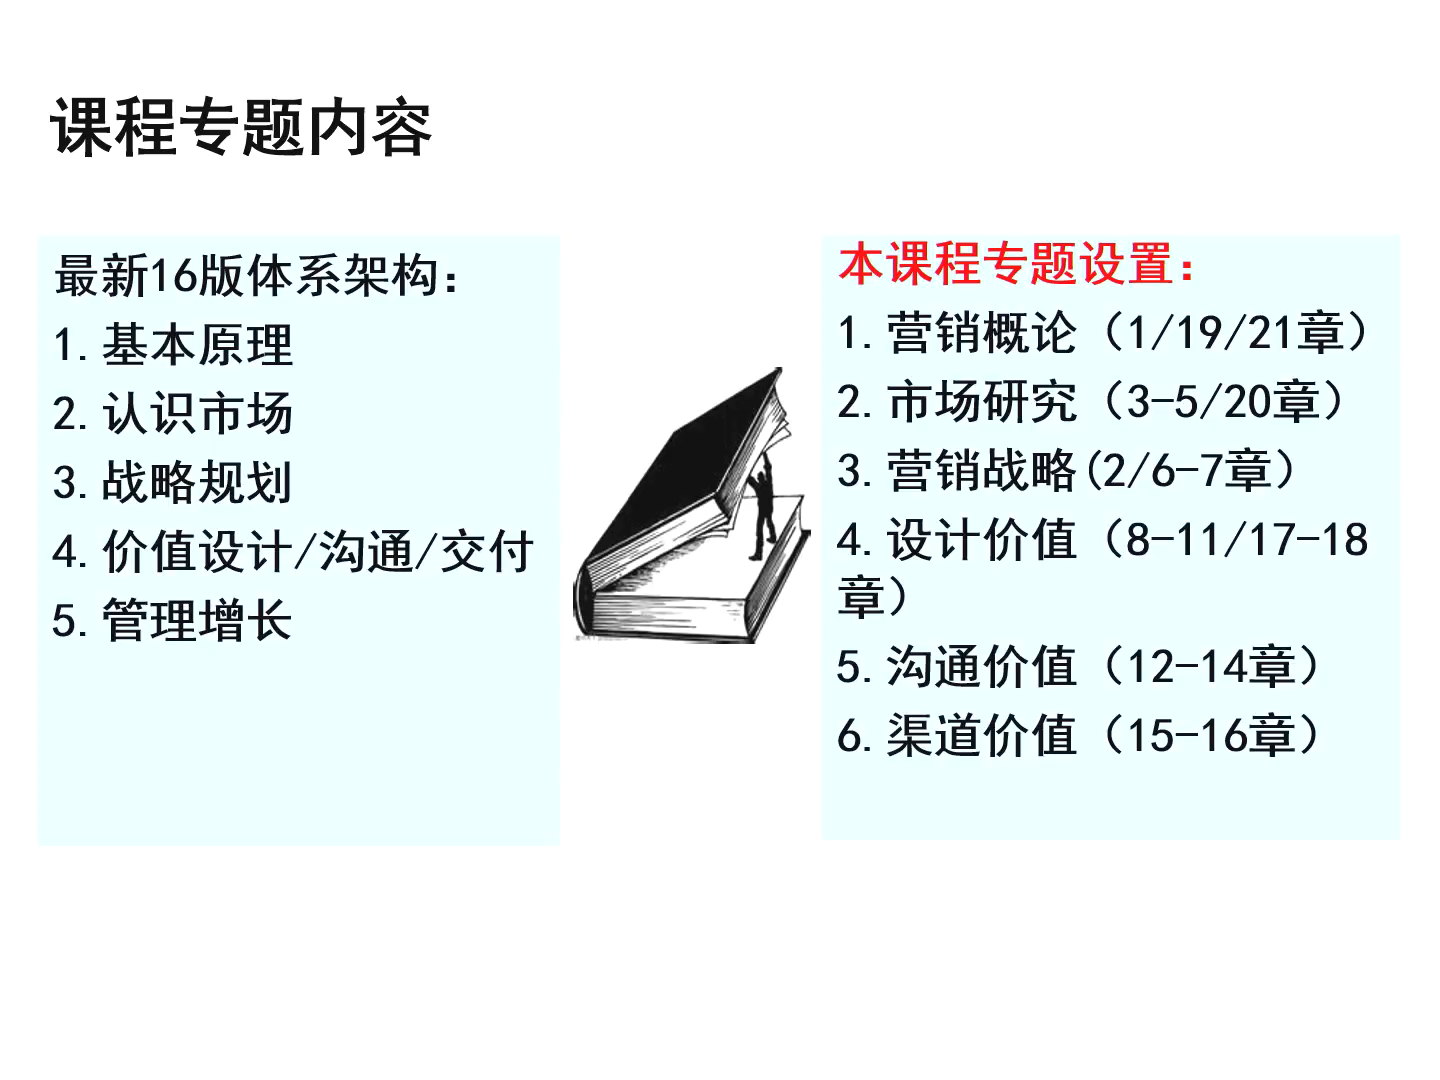 课程专题内容
最新16版体系架构：
1.基本原理
2.认识市场
3.战略规划
4.价值设计/沟通/交付
5.管理增长
本课程专题设置：
1.营销概论（1/19/21章）
2.市场研究（3-5/20章）
3.营销战略(2/6-7章）
4.设计价值（8-11/17-18
章）
5.沟通价值（12-14章）
6.渠道价值（15-16章）